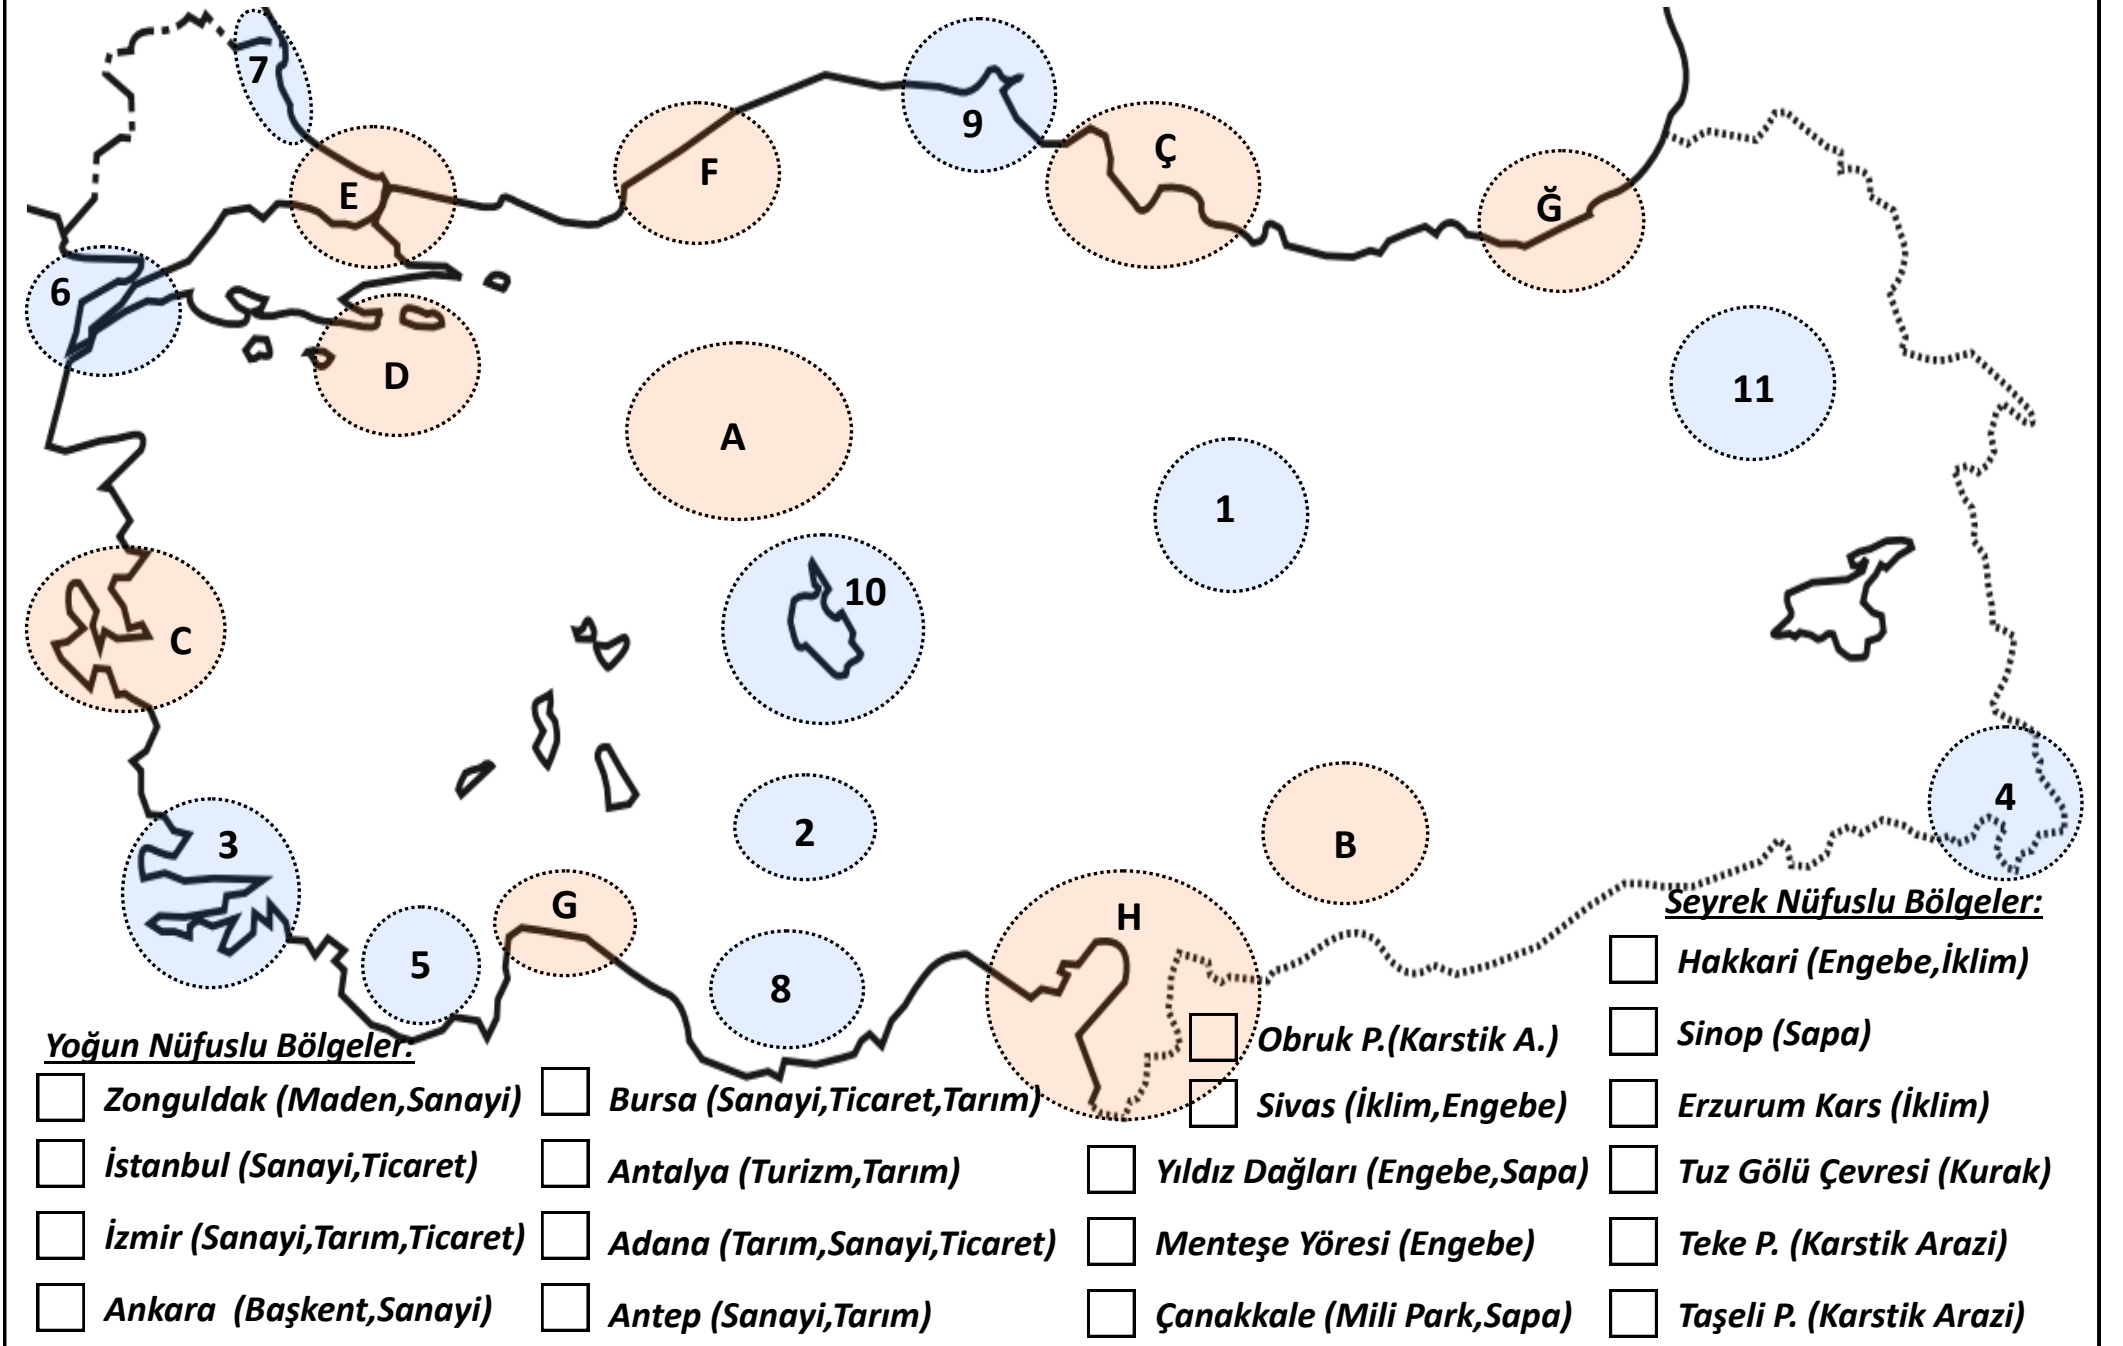 7
9
Ç
F
E
Ğ
6
D
11
A
1
10
C
4
2
3
B
G
H
5
8
Seyrek Nüfuslu Bölgeler:
Hakkari (Engebe,İklim)
Sinop (Sapa)
Erzurum Kars (İklim)
Tuz Gölü Çevresi (Kurak)
Teke P. (Karstik Arazi)
Taşeli P. (Karstik Arazi)
Obruk P.(Karstik A.)
Sivas (İklim,Engebe)
Yıldız Dağları (Engebe,Sapa)
Menteşe Yöresi (Engebe)
Çanakkale (Mili Park,Sapa)
Yoğun Nüfuslu Bölgeler:
Zonguldak (Maden,Sanayi)
İstanbul (Sanayi,Ticaret)
İzmir (Sanayi,Tarım,Ticaret)
Ankara (Başkent,Sanayi)
Bursa (Sanayi,Ticaret,Tarım)
Antalya (Turizm,Tarım)
Adana (Tarım,Sanayi,Ticaret)
Antep (Sanayi,Tarım)